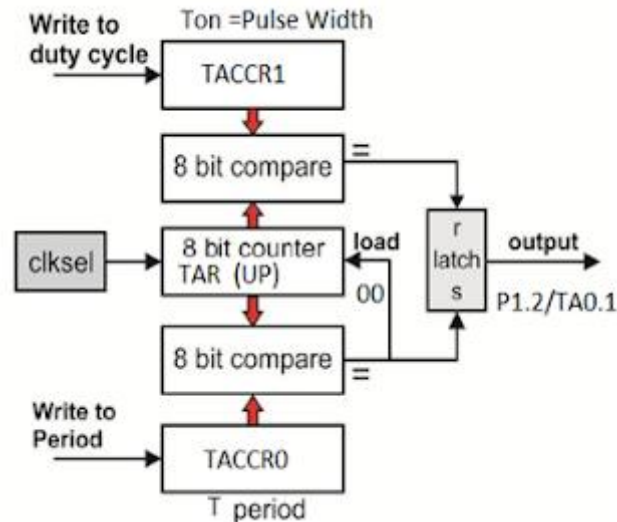 Ton =Pulse Width
Write to
duty cycle
TACCR1
8 bit compare
=
clksel
8 bit counter
TAR (UP)
load
00
r
latch
s
output
P1.2/TA0.1
8 bit compare
=
Write to
Period
TACCR0
T period